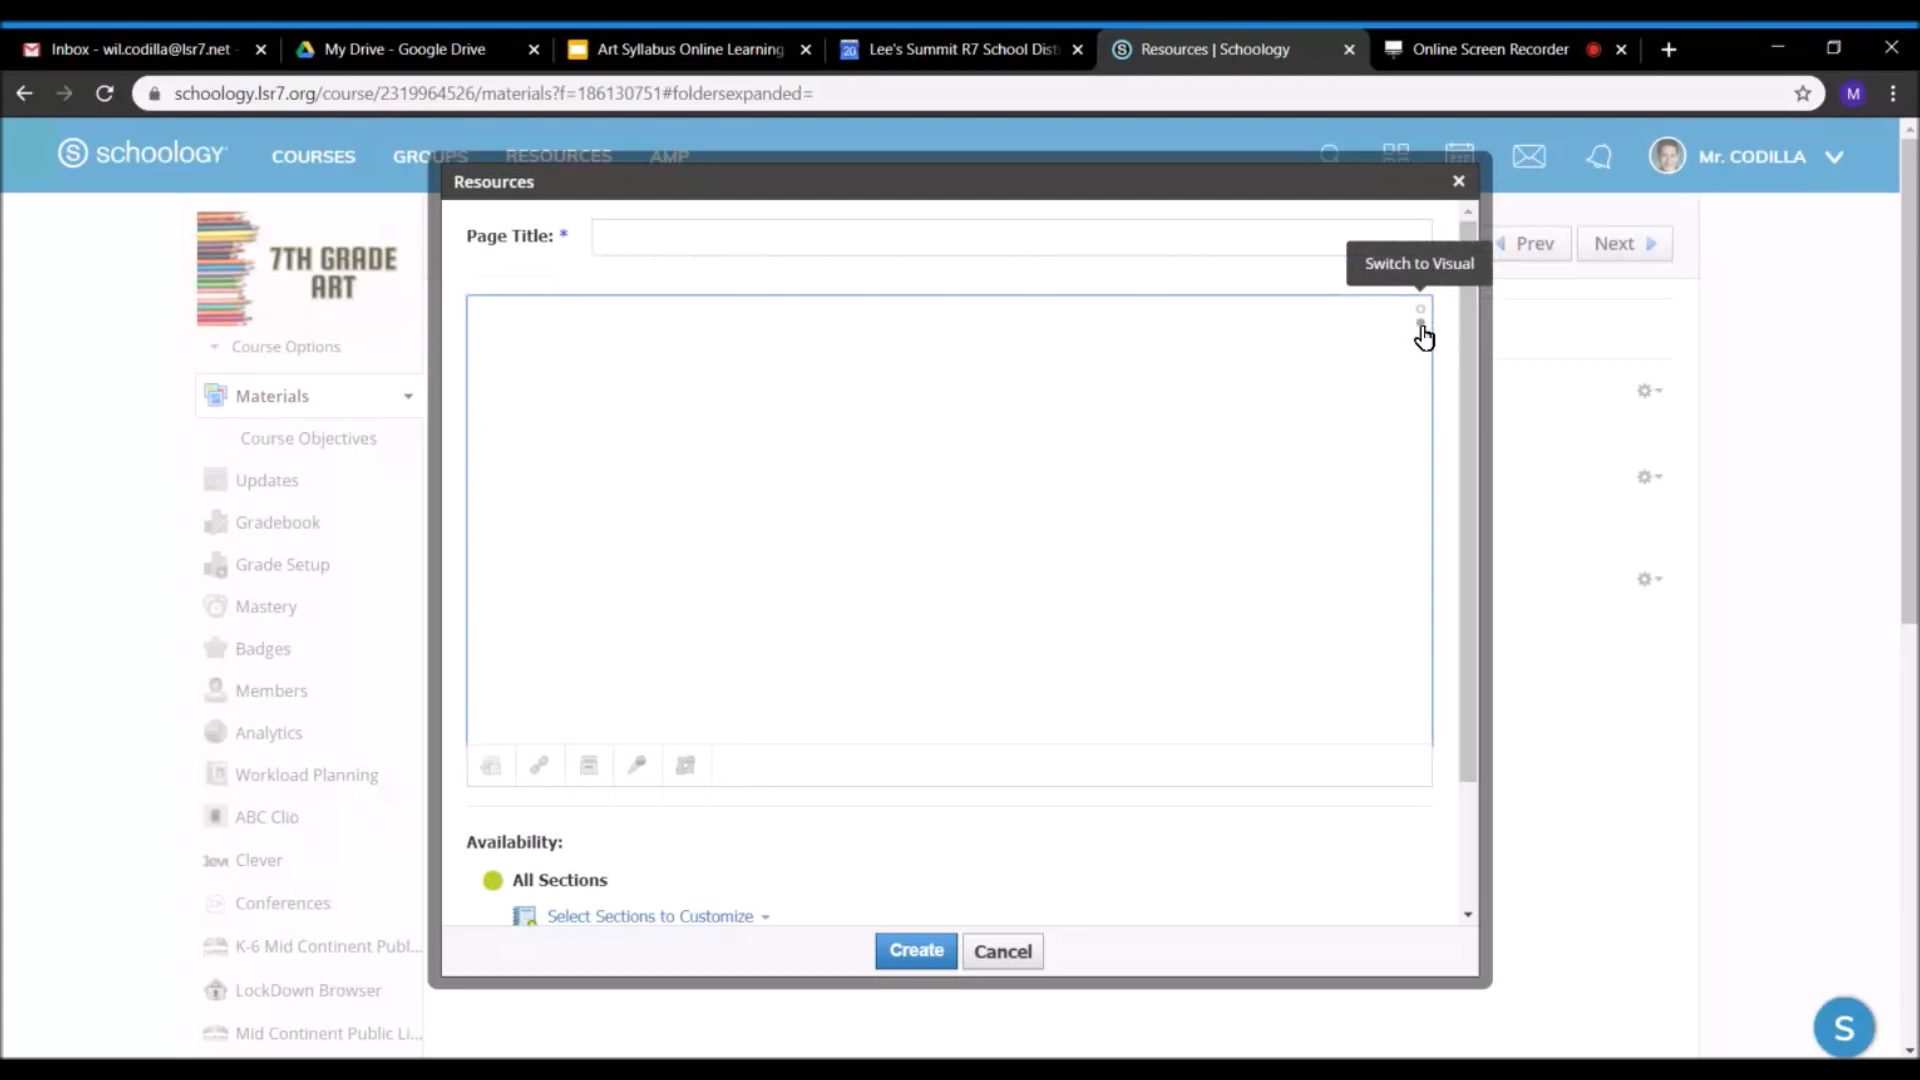 Inbox - wil.codilla@lsr7.net -
My Drive - Google Drive
Art Syllabus Online Learning
20
Lee's Summit R7 School Dist
Resources | Schoology
Online Screen Recorder
schoology.lsr7.org/course/2319964526/materials?f=186130751#foldersexpanded=
M
S schoology
COURSES
GROUPS
RESOURCES
AMP
Mr. CODILLA
Resources
7TH GRADE
ART
Page Title: *
Switch to Visual
Prev
Next
Course Options
Materials
Course Objectives
Updates
Gradebook
Grade Setup
Mastery
Badges
Members
Analytics
Workload Planning
ABC Clio
Clever
Conferences
K-6 Mid Continent Publ...
LockDown Browser
Mid Continent Public Li...
Availability:
All Sections
Select Sections to Customize
Create
Cancel
S